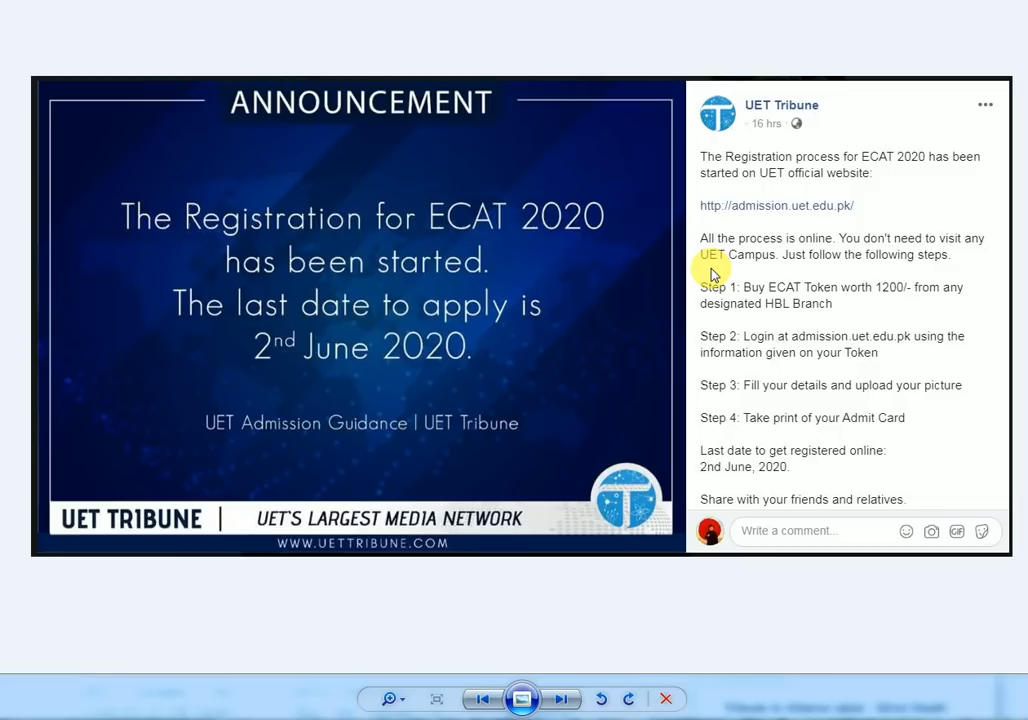 ANNOUNCEMENT
The Registration for ECAT 2020
has been started.
The last date to apply is
2nd June 2020.
UET Admission Guidance | UET Tribune
UET TRIBUNE | UET'S LARGEST MEDIA NETWORK
WWW.UETTRIBUNE.COM
UET Tribune
16 hrs
The Registration process for ECAT 2020 has been
started on UET official website:
http://admission.uet.edu.pk/
All the process is online. You don't need to visit any
UET Campus. Just follow the following steps.
Step 1: Buy ECAT Token worth 1200/- from any
designated HBL Branch
Step 2: Login at admission.uet.edu.pk using the
information given on your Token
Step 3: Fill your details and upload your picture
Step 4: Take print of your Admit Card
Last date to get registered online:
2nd June, 2020.
Share with your friends and relatives.
Write a comment...
GIF